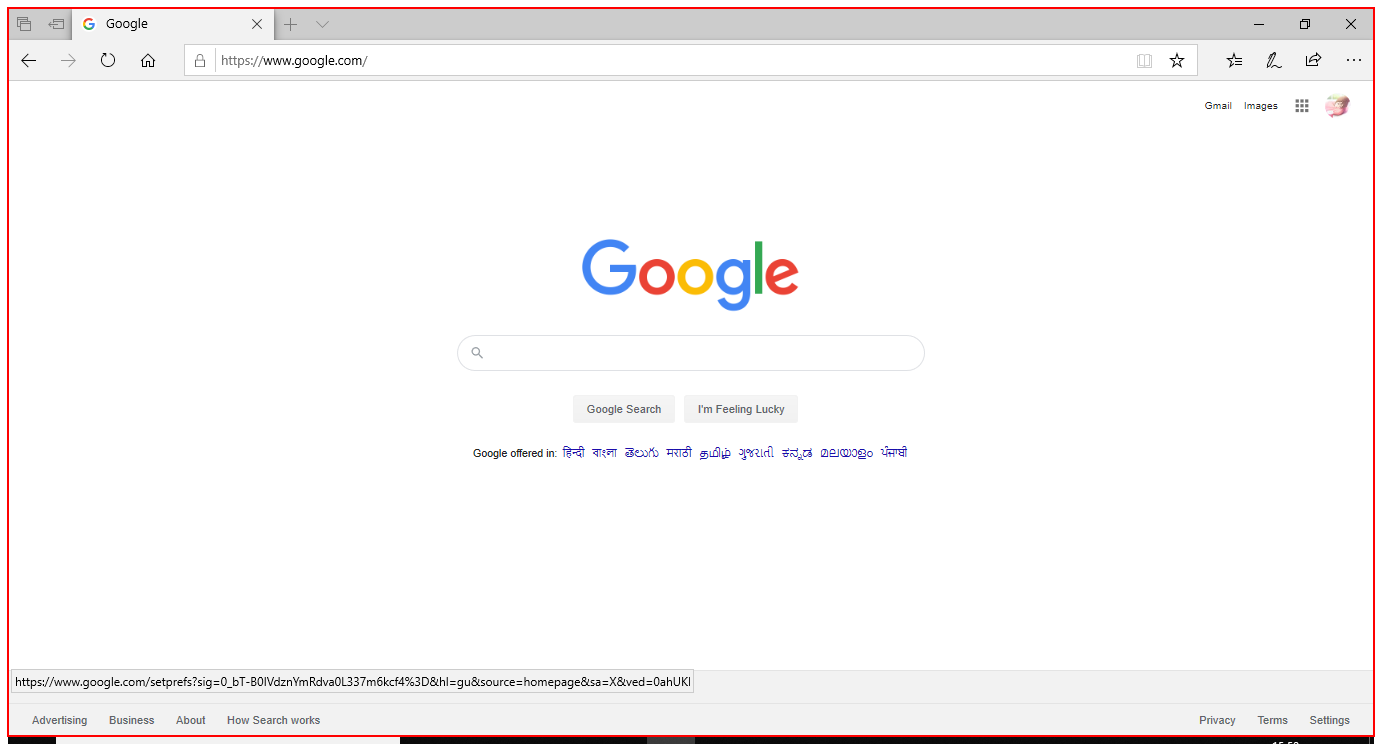 Google
https://www.google.com/
Gmail Images
Google
Google Search I'm Feeling Lucky
Google offered in: हिन्दी বাংলা తెలుగు मराठी தமிழ் ગુજરાતી ಕನ್ನಡ മലയാളം ਪੰਜਾਬੀ
https://www.google.com/setprefs?sig=0_bT-B0IVdznYmRdva0L337m6kcf4%3D&hl=gu&source=homepage&sa=X&ved=0ahUKI
Advertising Business About How Search works Privacy Terms Settings